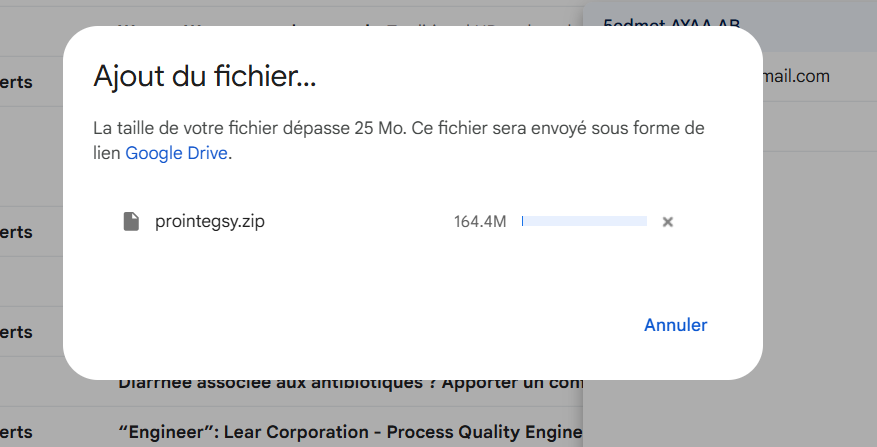 5edmet AYAA AB
erts
Ajout du fichier...
mail.com
La taille de votre fichier dépasse 25 Mo. Ce fichier sera envoyé sous forme de
lien Google Drive.
prointegsy.zip 164.4M
erts
Annuler
erts
Diarrhée associée aux antibiotiques ? Apporter un
erts
“Engineer”: Lear Corporation - Process Quality Engine